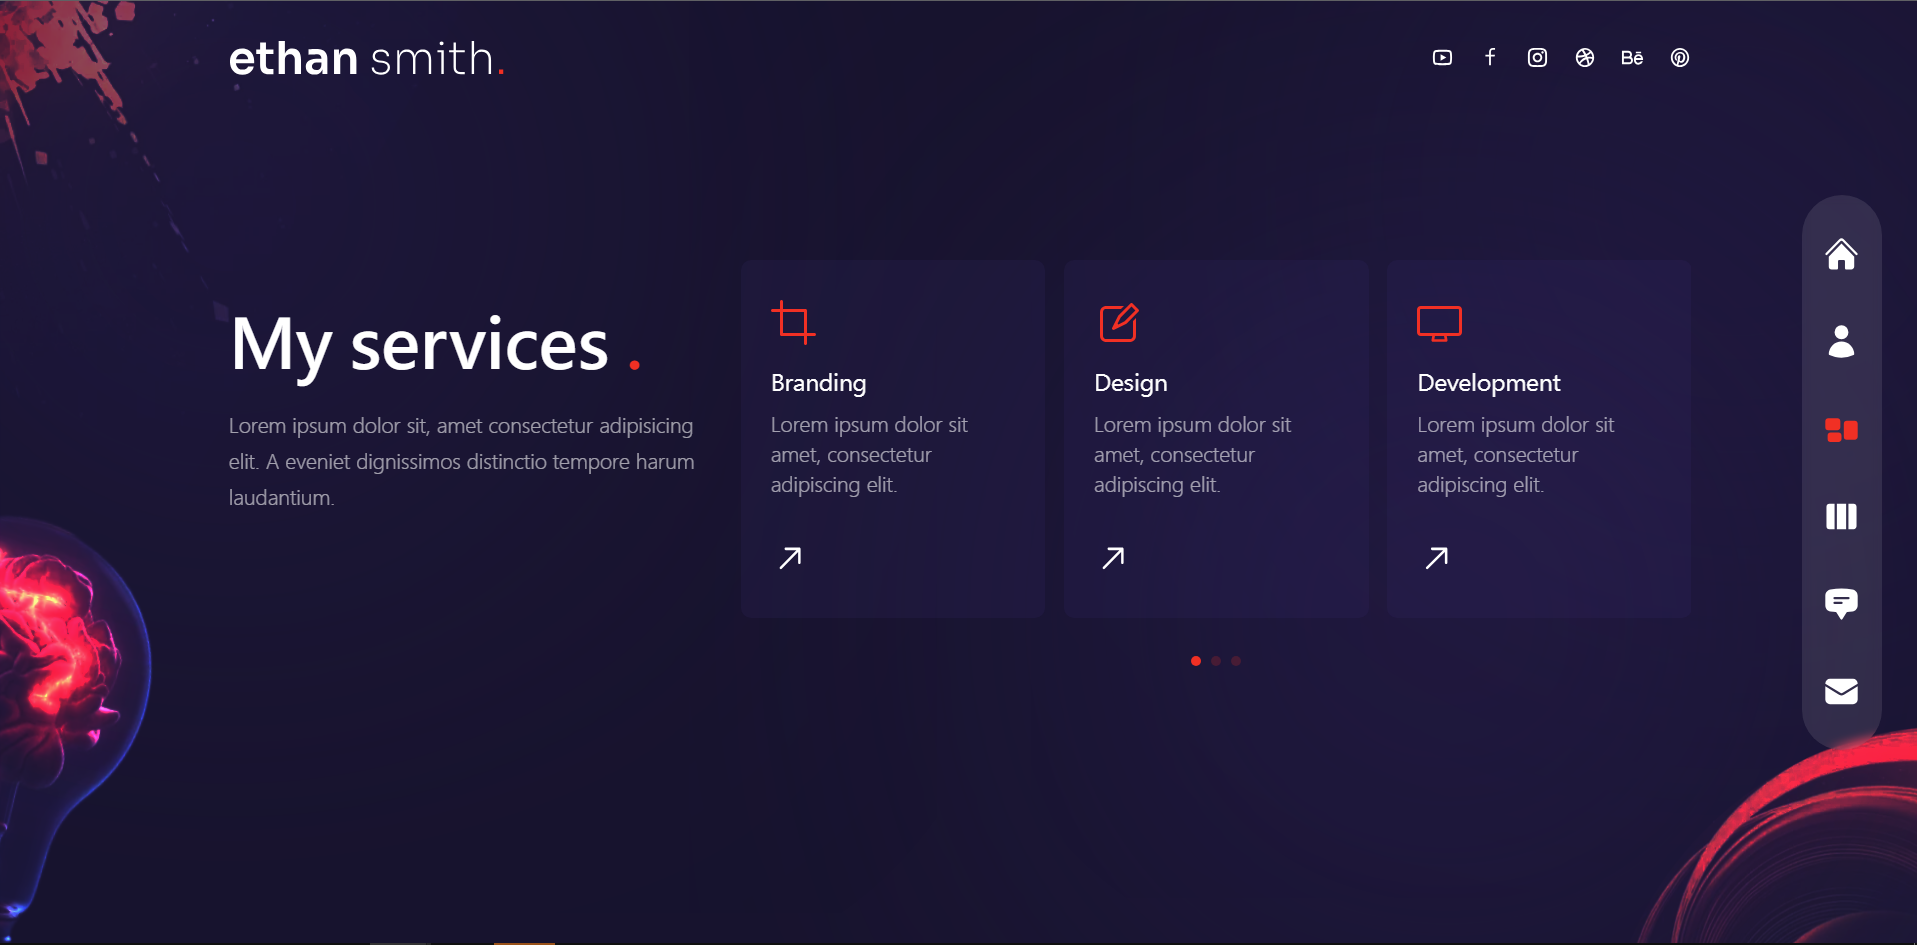 ethan smith.
My services .
Lorem ipsum dolor sit, amet consectetur adipisicing
elit. A eveniet dignissimos distinctio tempore harum
laudantium.
Branding
Lorem ipsum dolor sit
amet, consectetur
adipiscing elit.
Design
Lorem ipsum dolor sit
amet, consectetur
adipiscing elit.
Development
Lorem ipsum dolor sit
amet, consectetur
adipiscing elit.